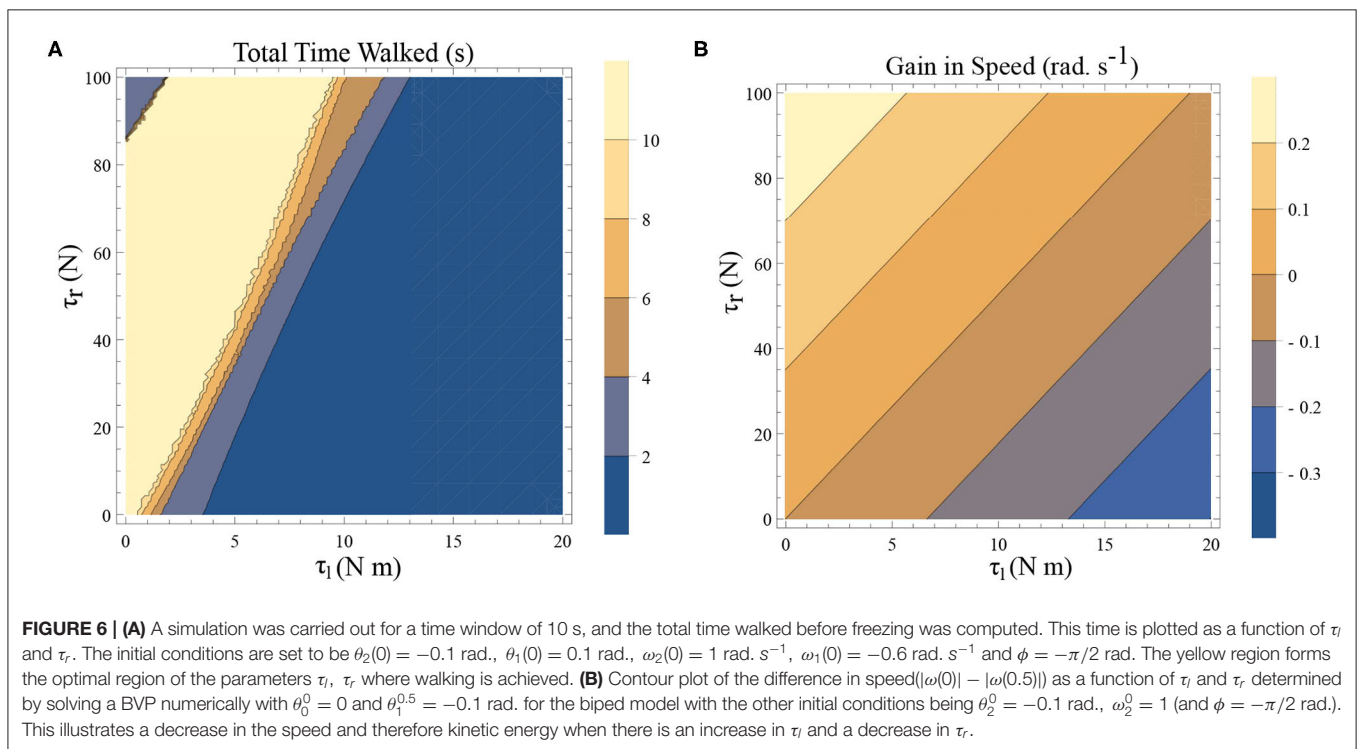 A
Total Time Walked (s)
100
80
60
40
20
0
τr (N)
0 5 10 15 20
τl (N m)
10
8
6
4
2
B
Gain in Speed (rad. s-1)
100
80
60
40
20
0
τr (N)
0 5 10 15 20
τl (N m)
0.2
0.1
0
- 0.1
- 0.2
- 0.3
FIGURE 6 | (A) A simulation was carried out for a time window of 10 s, and the total time walked before freezing was computed. This time is plotted as a function of τl
and τr. The initial conditions are set to be θ2(0) = −0.1 rad., θ1(0) = 0.1 rad., ω2(0) = 1 rad. s−1, ω1(0) = −0.6 rad. s−1 and ϕ = −π/2 rad. The yellow region forms
the optimal region of the parameters τl, τr where walking is achieved. (B) Contour plot of the difference in speed(|ω(0)| − |ω(0.5)|) as a function of τl and τr determined
by solving a BVP numerically with θ00 = 0 and θ10.5 = −0.1 rad. for the biped model with the other initial conditions being θ20 = −0.1 rad., ω20 = 1 (and ϕ = −π/2 rad.).
This illustrates a decrease in the speed and therefore kinetic energy when there is an increase in τl and a decrease in τr.